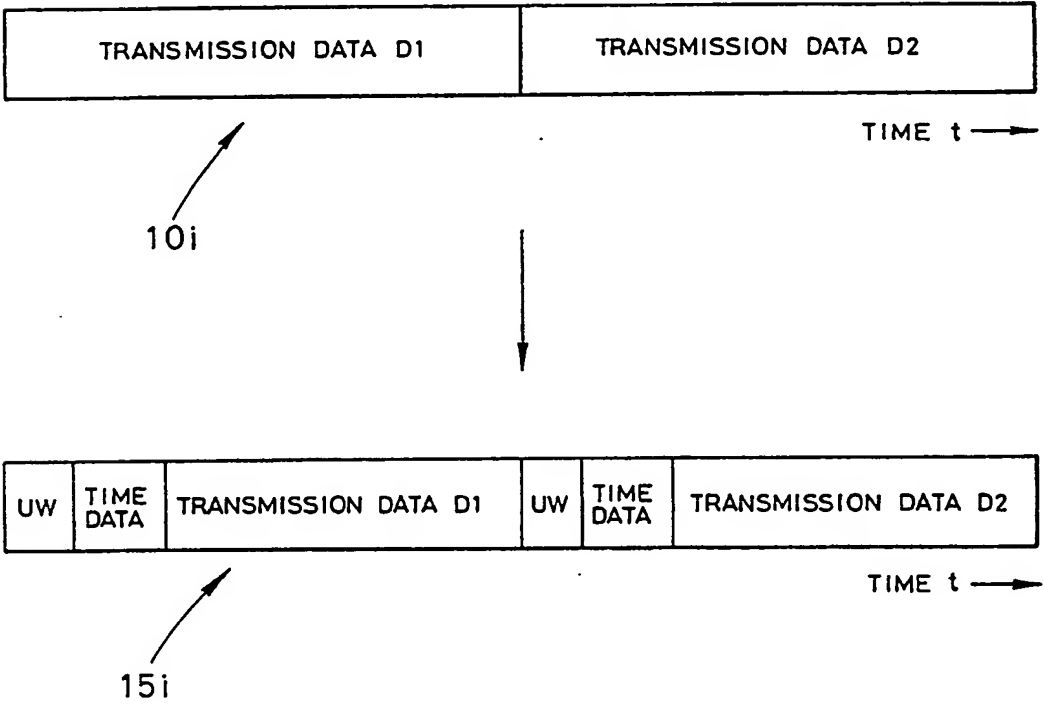 TRANSMISSION DATA D1 TRANSMISSION DATA D2
TIME t
10i
UW TIME DATA TRANSMISSION DATA D1 UW TIME DATA TRANSMISSION DATA D2
TIME t
15i